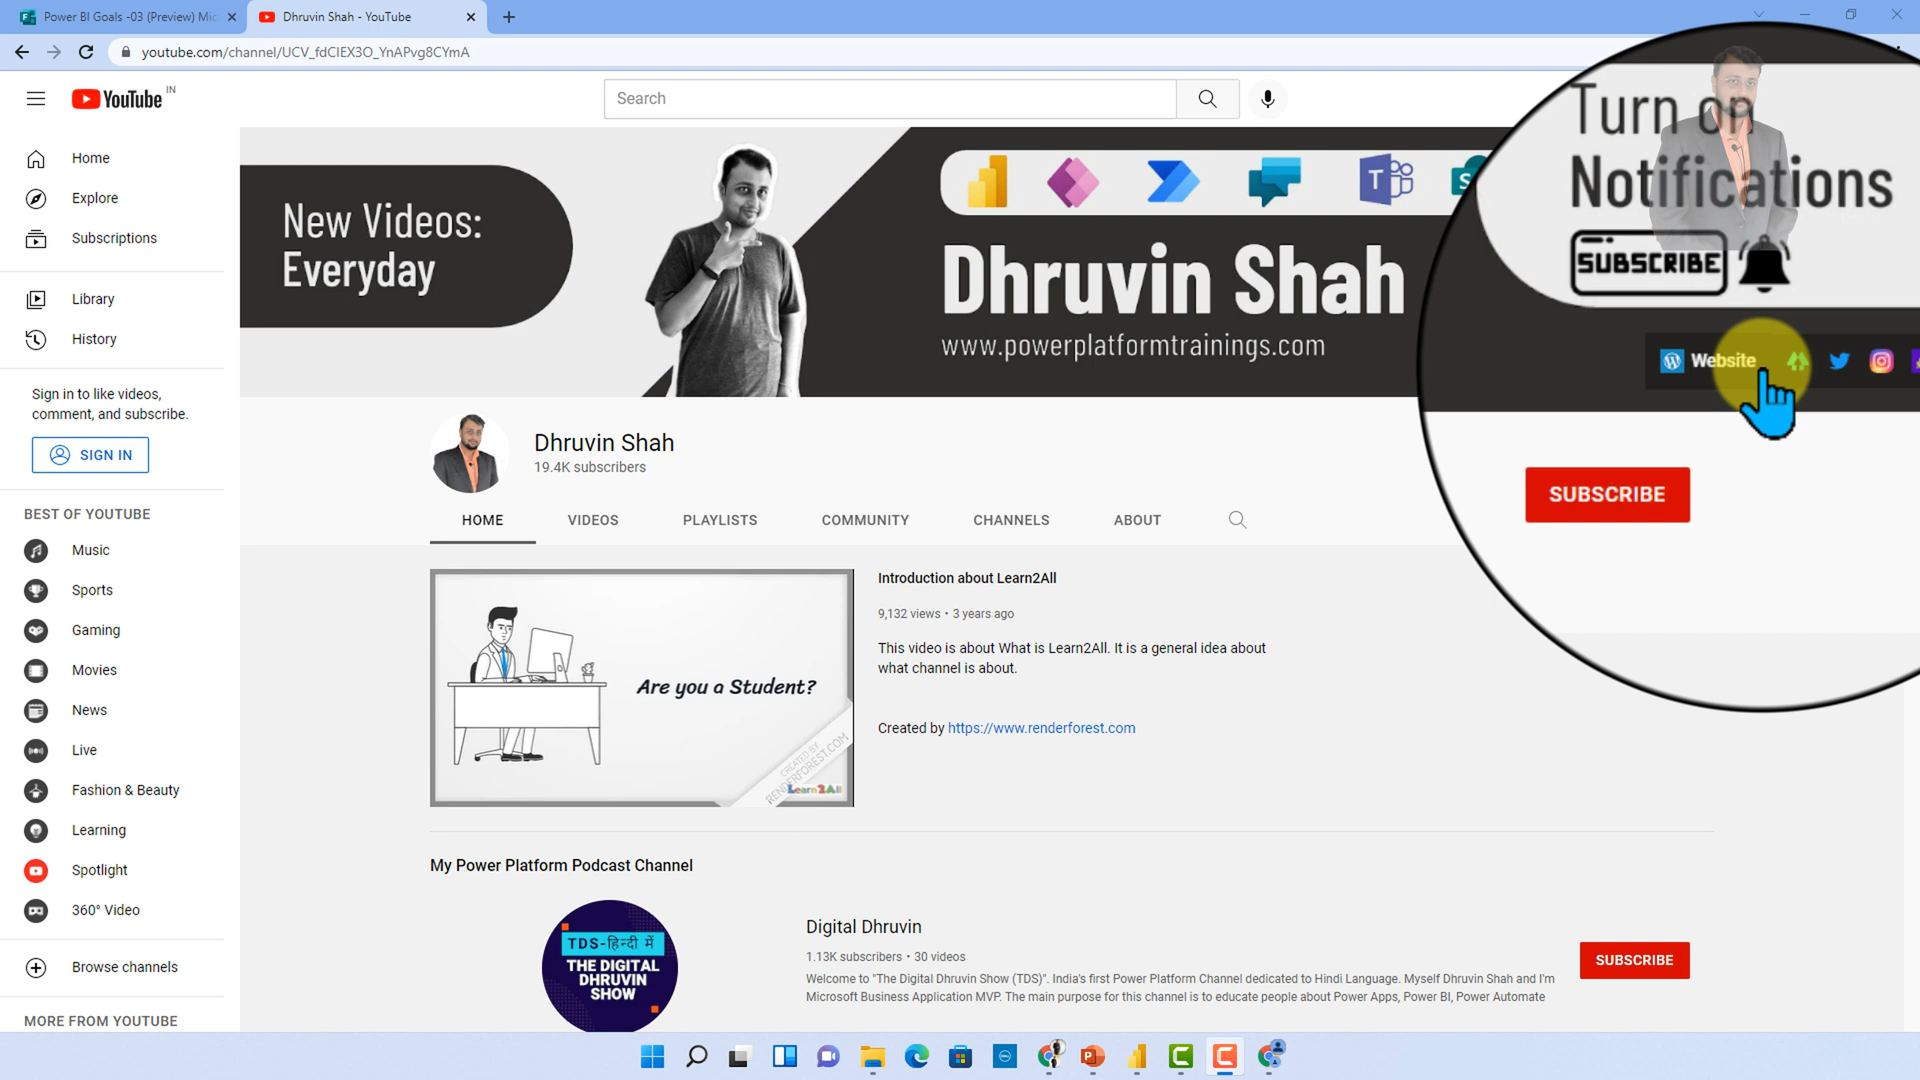 Power BI Goals -03 (Preview) Mic
Dhruvin Shah - YouTube
youtube.com/channel/UCV_fdCIEX3O_YnAPvg8CYmA
YouTube IN
Search
Home
Explore
Subscriptions
Library
History
Sign in to like videos,
comment, and subscribe.
SIGN IN
BEST OF YOUTUBE
Music
Sports
Gaming
Movies
News
Live
Fashion & Beauty
Learning
Spotlight
360° Video
Browse channels
MORE FROM YOUTUBE
New Videos:
Everyday
Dhruvin Shah
www.powerplatformtrainings.com
Turn on
Notifications
SUBSCRIBE
Website
SUBSCRIBE
Dhruvin Shah
19.4K subscribers
HOME
VIDEOS
PLAYLISTS
COMMUNITY
CHANNELS
ABOUT
Are you a Student?
CREATED BY
RENDERFOREST.COM
Learn2All
Introduction about Learn2All
9,132 views • 3 years ago
This video is about What is Learn2All. It is a general idea about
what channel is about.
Created by https://www.renderforest.com
My Power Platform Podcast Channel
TDS-हिन्दी में
THE DIGITAL
DHRUVIN
SHOW
Digital Dhruvin
1.13K subscribers • 30 videos
Welcome to "The Digital Dhruvin Show (TDS)". India's first Power Platform Channel dedicated to Hindi Language. Myself Dhruvin Shah and I'm
Microsoft Business Application MVP. The main purpose for this channel is to educate people about Power Apps, Power BI, Power Automate
SUBSCRIBE